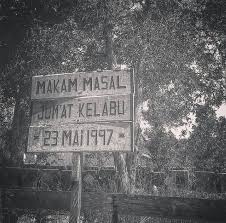 MAKAM MASAL
JUM'AT KELABU
* 23 MAI 1997 *